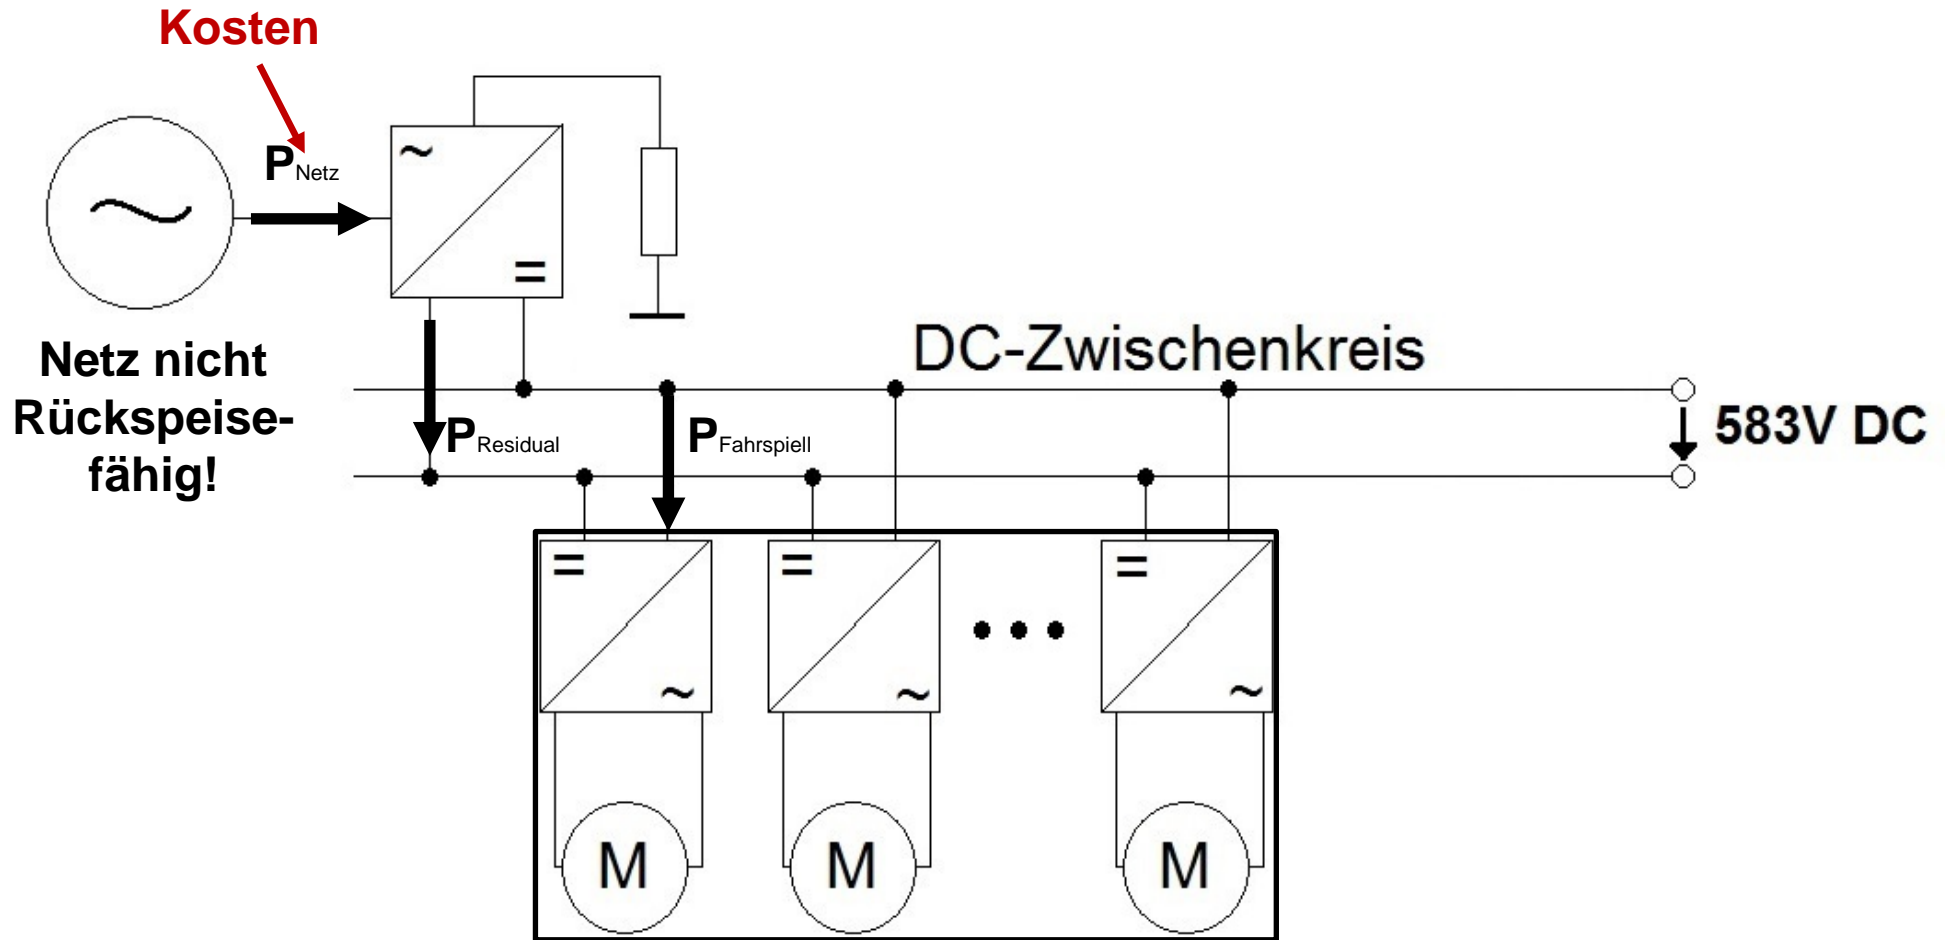 Kosten
P Netz
~
=
~
Netz nicht
Rückspeise-
fähig!
DC-Zwischenkreis
583V DC
P Residual
P Fahrspiell
= = =
~ ~ ~
M M M